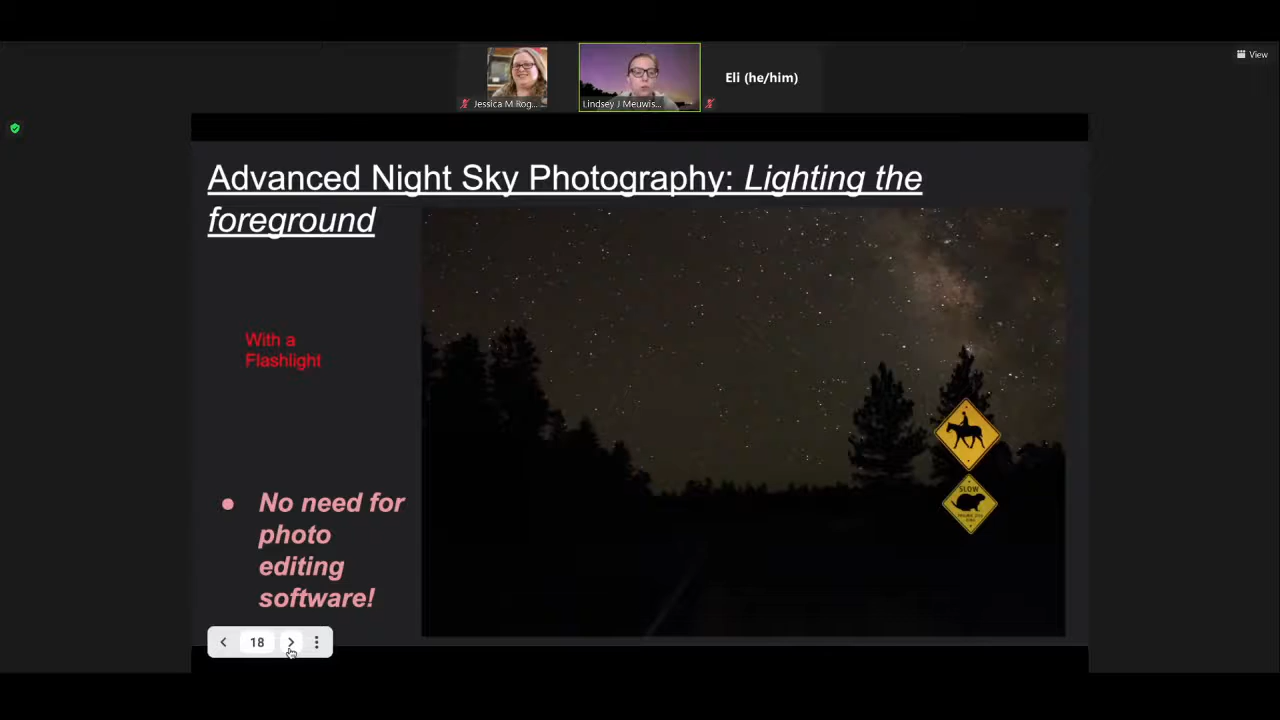 View
Eli (he/him)
Jessica M Rog...
Lindsey J Meuwis...
Advanced Night Sky Photography: Lighting the
foreground
With a
Flashlight
SLOW
● No need for
photo
editing
software!
18